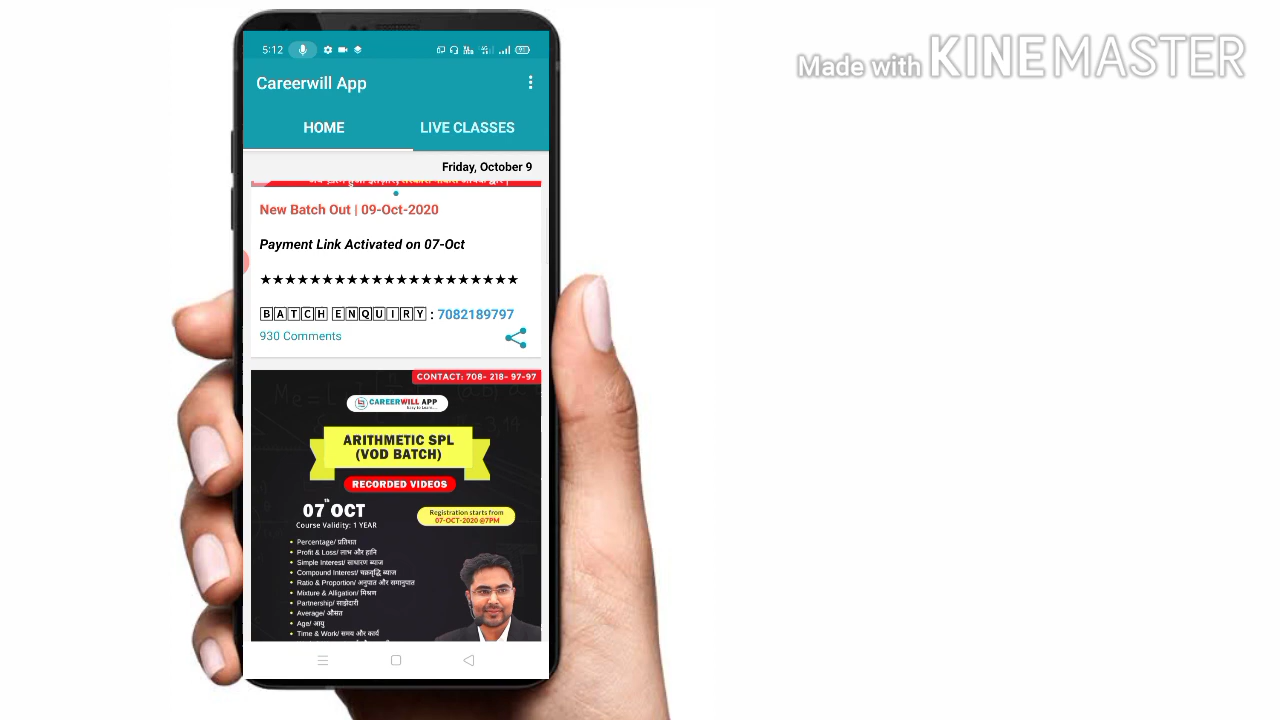 Made with KINEMASTER
5:12
Careerwill App
HOME
LIVE CLASSES
Friday, October 9
New Batch Out | 09-Oct-2020
Payment Link Activated on 07-Oct
★★★★★★★★★★★★★★★★★★★★★
🄱🄰🅃🄲🄷 🄴🄽🅀🅄🄸🅁🅈 : 7082189797
930 Comments
CONTACT: 708- 218- 97-97
CAREERWILL APP
Easy to Learn....
ARITHMETIC SPL
(VOD BATCH)
RECORDED VIDEOS
07th OCT
Course Validity: 1 YEAR
Registration starts from
07-OCT-2020 @7PM
• Percentage/ प्रतिशत
• Profit & Loss/ लाभ और हानि
• Simple Interest/ साधारण ब्याज
• Compound Interest/ चक्रवृद्धि ब्याज
• Ratio & Proportion/ अनुपात और समानुपात
• Mixture & Alligation/ मिश्रण
• Partnership/ साझेदारी
• Average/ औसत
• Age/ आयु
• Time & Work/ समय और कार्य